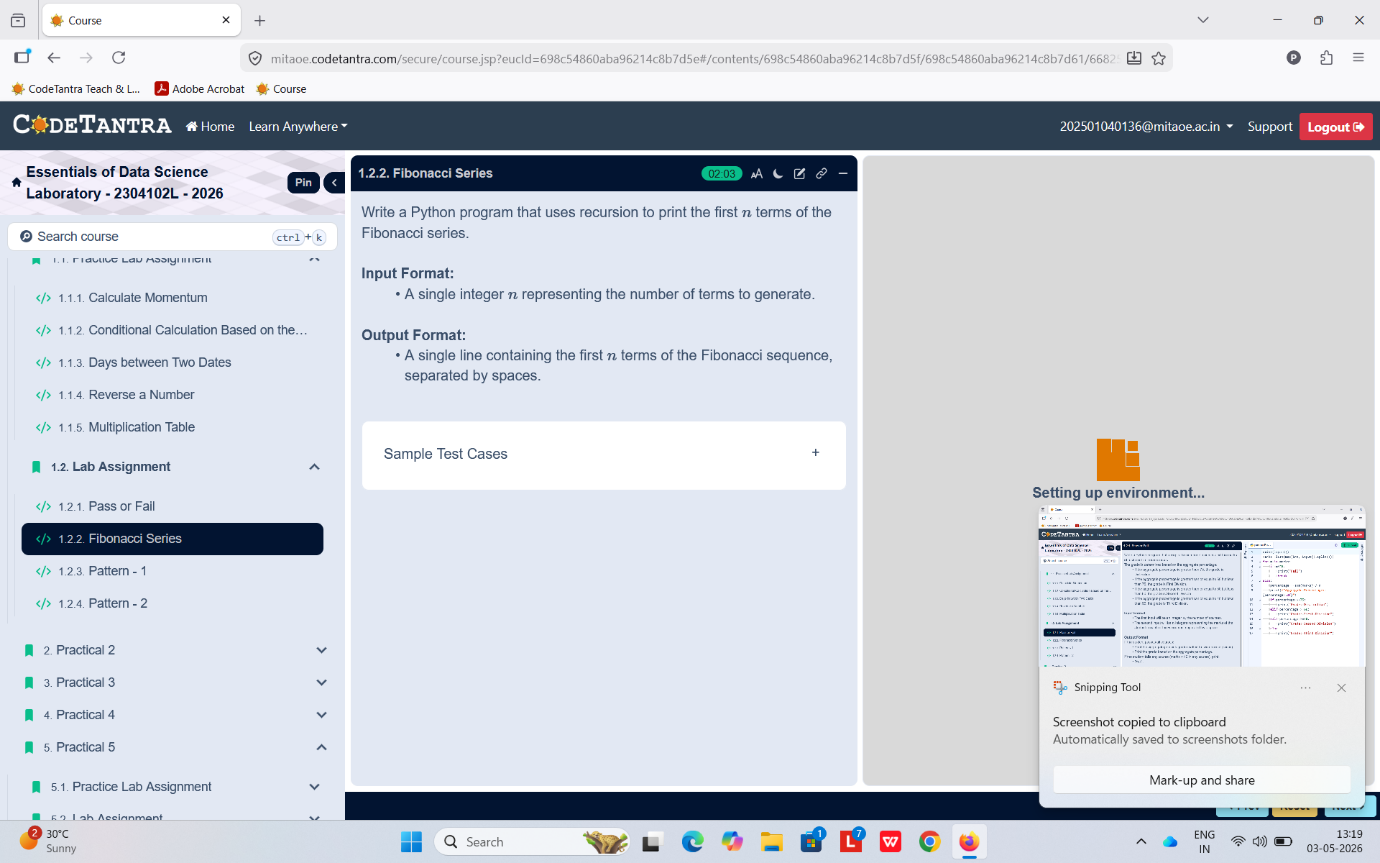 Course
mitaoe.codetantra.com/secure/course.jsp?eucId=698c54860aba96214c8b7d5e#/contents/698c54860aba96214c8b7d5f/698c54860aba96214c8b7d61/6682
P
CodeTantra Teach & L...
Adobe Acrobat
Course
CODETANTRA
Home
Learn Anywhere
202501040136@mitaoe.ac.in
Support
Logout
Essentials of Data Science
Laboratory - 2304102L - 2026
Pin
Search course
ctrl + k
1.1. Practice Lab Assignment
1.1.1. Calculate Momentum
1.1.2. Conditional Calculation Based on the...
1.1.3. Days between Two Dates
1.1.4. Reverse a Number
1.1.5. Multiplication Table
1.2. Lab Assignment
1.2.1. Pass or Fail
1.2.2. Fibonacci Series
1.2.3. Pattern - 1
1.2.4. Pattern - 2
2. Practical 2
3. Practical 3
4. Practical 4
5. Practical 5
5.1. Practice Lab Assignment
5.2. Lab Assignment
1.2.2. Fibonacci Series
02:03
AA
Write a Python program that uses recursion to print the first n terms of the
Fibonacci series.
Input Format:
• A single integer n representing the number of terms to generate.
Output Format:
• A single line containing the first n terms of the Fibonacci sequence,
separated by spaces.
Sample Test Cases
+
Setting up environment...
Snipping Tool
Screenshot copied to clipboard
Automatically saved to screenshots folder.
Mark-up and share
Prev
Reset
Next
2
30°C
Sunny
Search
1
L
7
W
ENG
IN
13:19
03-05-2026